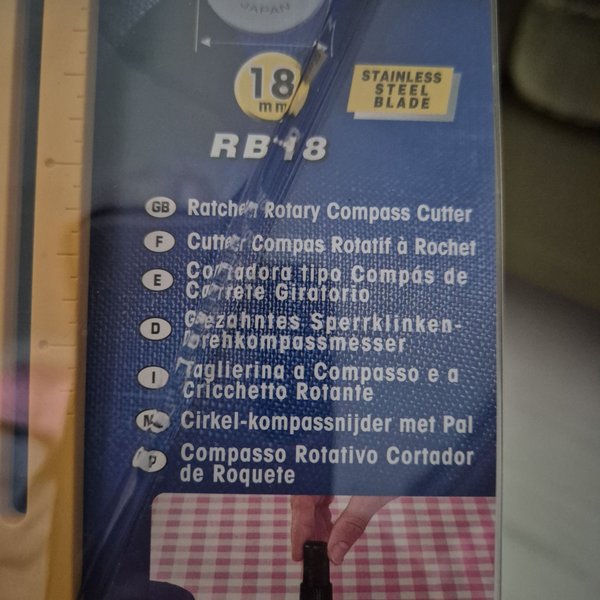 JAPAN
18
mm
STAINLESS
STEEL
BLADE
RB18
GB Ratchet Rotary Compass Cutter
F Cutter Compas Rotatif à Rochet
E Cortadora tipo Compás de
Carrete Giratorio
D Gezahntes Sperrklinken-
Drehkompassmesser
I Taglierina a Compasso e a
Cricchetto Rotante
Cirkel-kompassnijder met Pal
P Compasso Rotativo Cortador
de Roquete